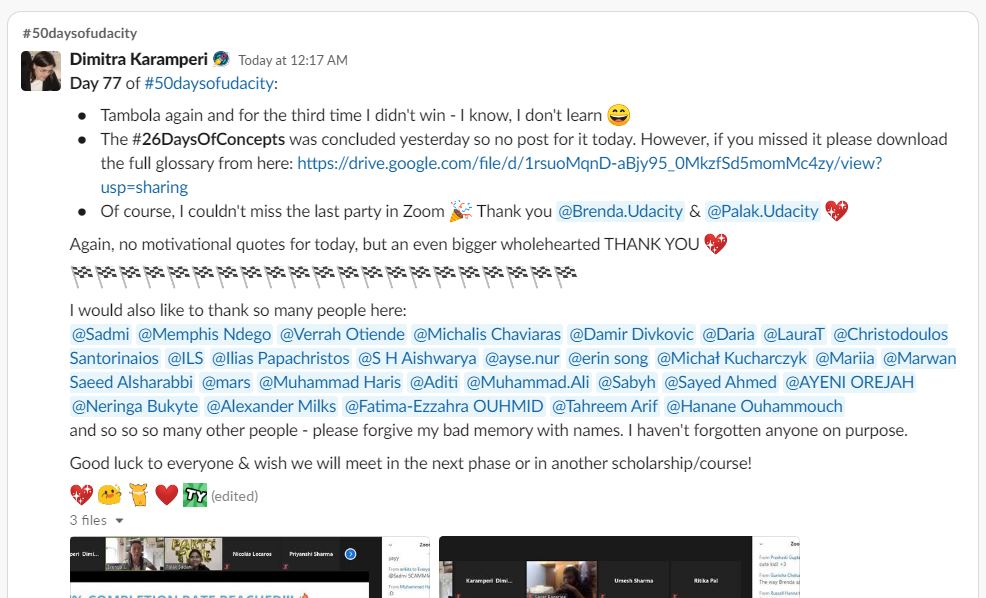 #50daysofudacity
Dimitra Karamperi Today at 12:17 AM
Day 77 of #50daysofudacity:
• Tambola again and for the third time I didn't win - I know, I don't learn 😄
• The #26DaysOfConcepts was concluded yesterday so no post for it today. However, if you missed it please download
the full glossary from here: https://drive.google.com/file/d/1rsuoMqnD-aBjy95_0MkzfSd5momMc4zy/view?
usp=sharing
• Of course, I couldn't miss the last party in Zoom 🎉 Thank you @Brenda.Udacity & @Palak.Udacity 💖
Again, no motivational quotes for today, but an even bigger wholehearted THANK YOU 💖
🏁🏁🏁🏁🏁🏁🏁🏁🏁🏁🏁🏁🏁🏁🏁🏁🏁🏁🏁🏁🏁
I would also like to thank so many people here:
@Sadmi @Memphis Ndego @Verrah Otiende @Michalis Chaviaras @Damir Divkovic @Daria @LauraT @Christodoulos
Santorinaios @ILS @Ilias Papachristos @S H Aishwarya @ayse.nur @erin song @Michał Kucharczyk @Mariia @Marwan
Saeed Alsharabbi @mars @Muhammad Haris @Aditi @Muhammad.Ali @Sabyh @Sayed Ahmed @AYENI OREJAH
@Neringa Bukyte @Alexander Milks @Fatima-Ezzahra OUHMID @Tahreem Arif @Hanane Ouhammouch
and so so so many other people - please forgive my bad memory with names. I haven't forgotten anyone on purpose.
Good luck to everyone & wish we will meet in the next phase or in another scholarship/course!
TY (edited)
3 files
Nicolás Locaros Priyanshi Sharma
Karamperi Dimi... Umesh Sharma Ritika Pal
COMPLETION RATE REACHED!!!